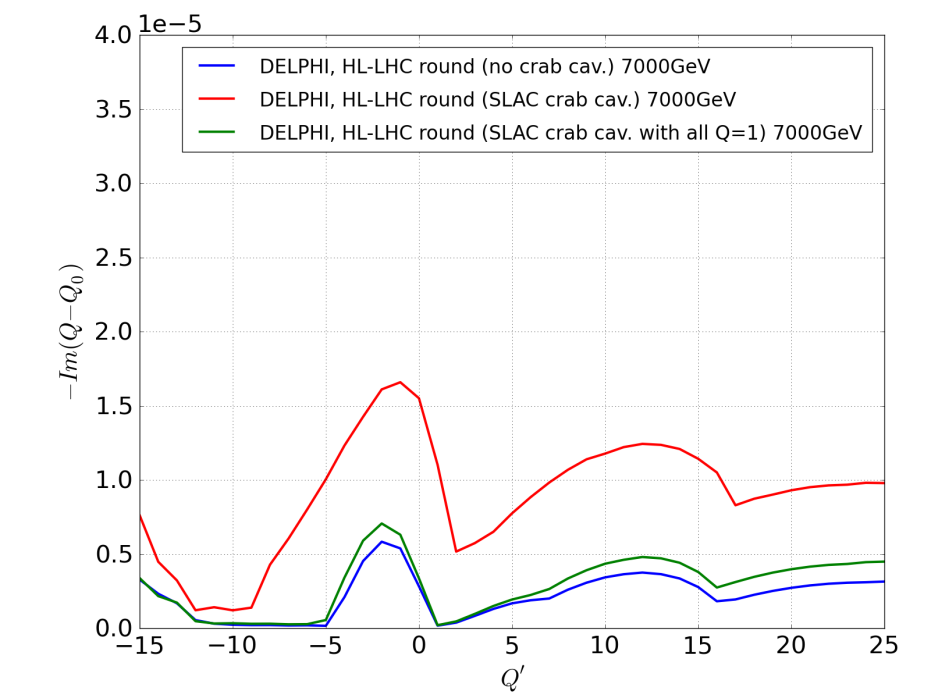 1e−5
4.0
3.5
3.0
2.5
2.0
1.5
1.0
0.5
0.0
−Im(Q−Q₀)
DELPHI, HL-LHC round (no crab cav.) 7000GeV
DELPHI, HL-LHC round (SLAC crab cav.) 7000GeV
DELPHI, HL-LHC round (SLAC crab cav. with all Q=1) 7000GeV
−15 −10 −5 0 5 10 15 20 25
Q′